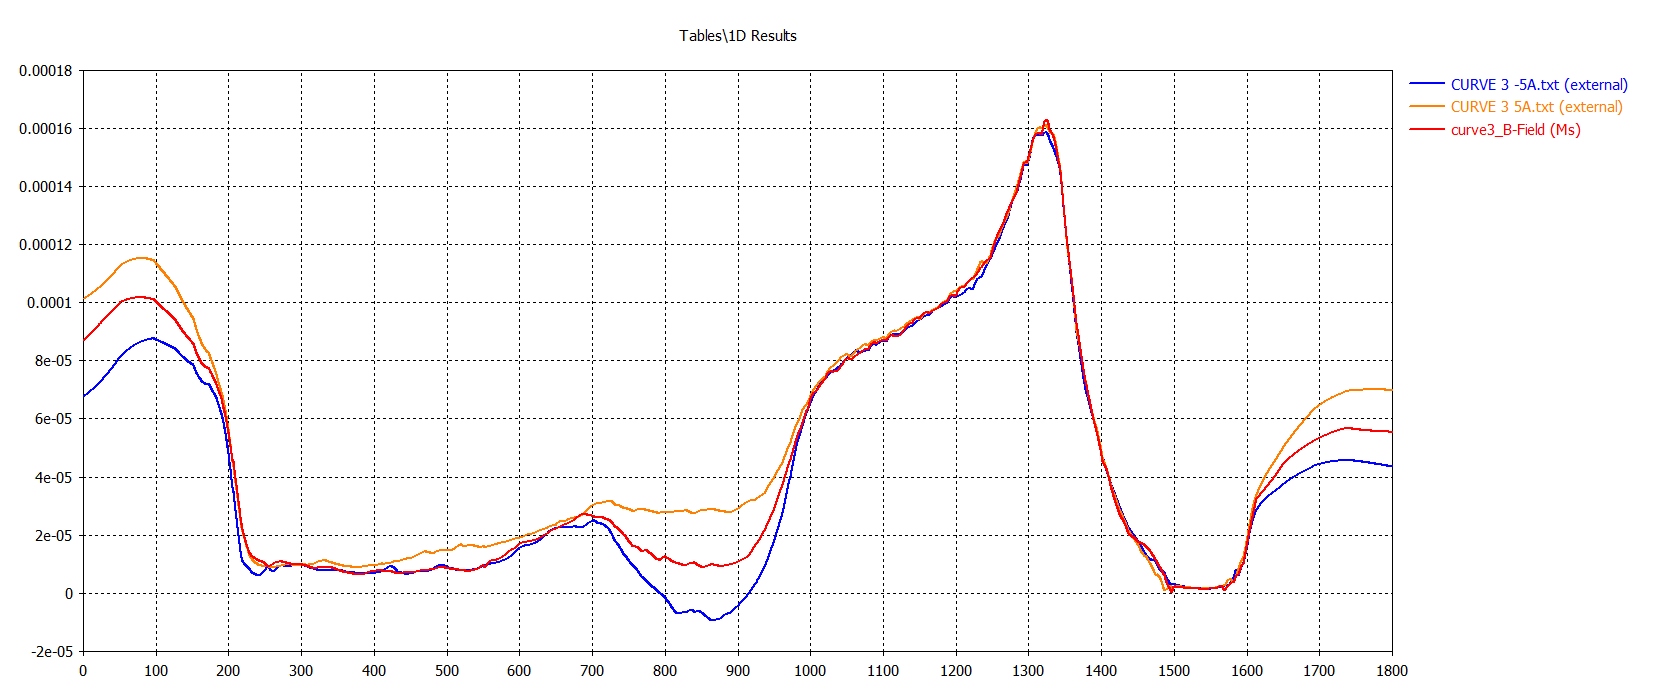 Tables\1D Results
CURVE 3 -5A.txt (external)
CURVE 3 5A.txt (external)
curve3_B-Field (Ms)
0.00018
0.00016
0.00014
0.00012
0.0001
8e-05
6e-05
4e-05
2e-05
0
-2e-05
0 100 200 300 400 500 600 700 800 900 1000 1100 1200 1300 1400 1500 1600 1700 1800